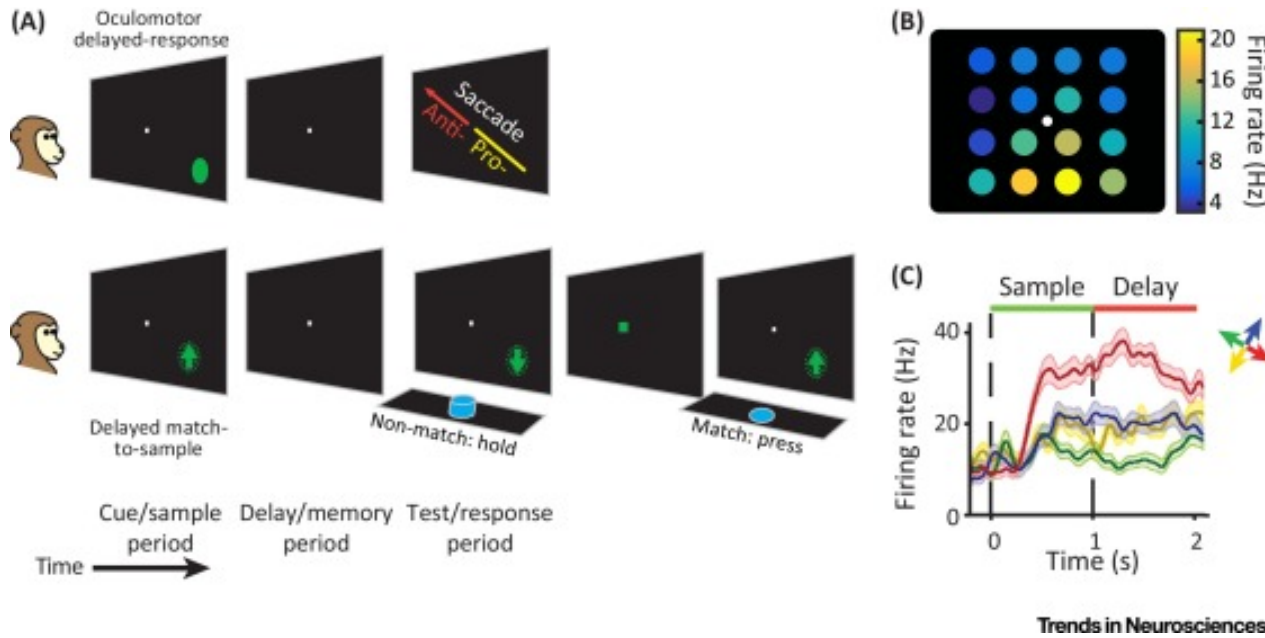 (A)
Oculomotor
delayed-response
Saccade
Anti-
Pro-
Delayed match-
to-sample
Non-match: hold
Match: press
Cue/sample
period
Delay/memory
period
Test/response
period
Time
(B)
20
16
12
8
4
Firing rate (Hz)
(C)
Sample
Delay
40
20
0
Firing rate (Hz)
0
1
2
Time (s)
Trends in Neurosciences